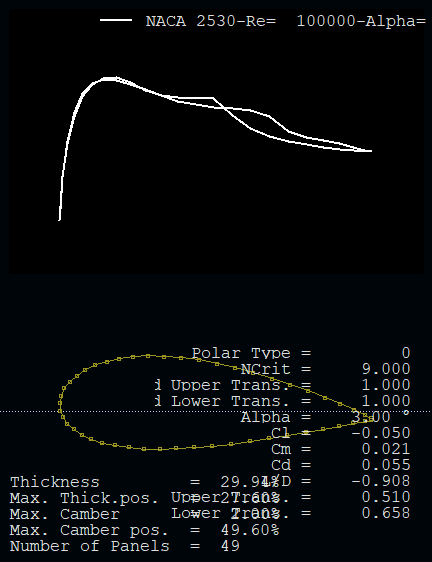 NACA 2530-Re= 100000-Alpha=
Polar Type = 0
NCrit = 9.000
d Upper Trans. = 1.000
d Lower Trans. = 1.000
Alpha = 3.00 °
Cl = -0.050
Cm = 0.021
Cd = 0.055
L/D = -0.908
Upper Trans. = 0.510
Lower Trans. = 0.658
Thickness = 29.94%
Max. Thick.pos. = 27.60%
Max. Camber = 2.00%
Max. Camber pos. = 49.60%
Number of Panels = 49